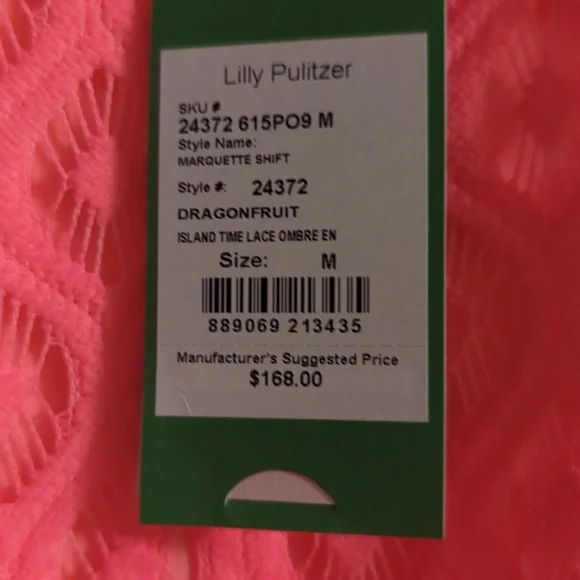 Lilly Pulitzer
SKU #
24372 615PO9 M
Style Name:
MARQUETTE SHIFT
Style #: 24372
DRAGONFRUIT
ISLAND TIME LACE OMBRE EN
Size: M
889069 213435
Manufacturer's Suggested Price
$168.00